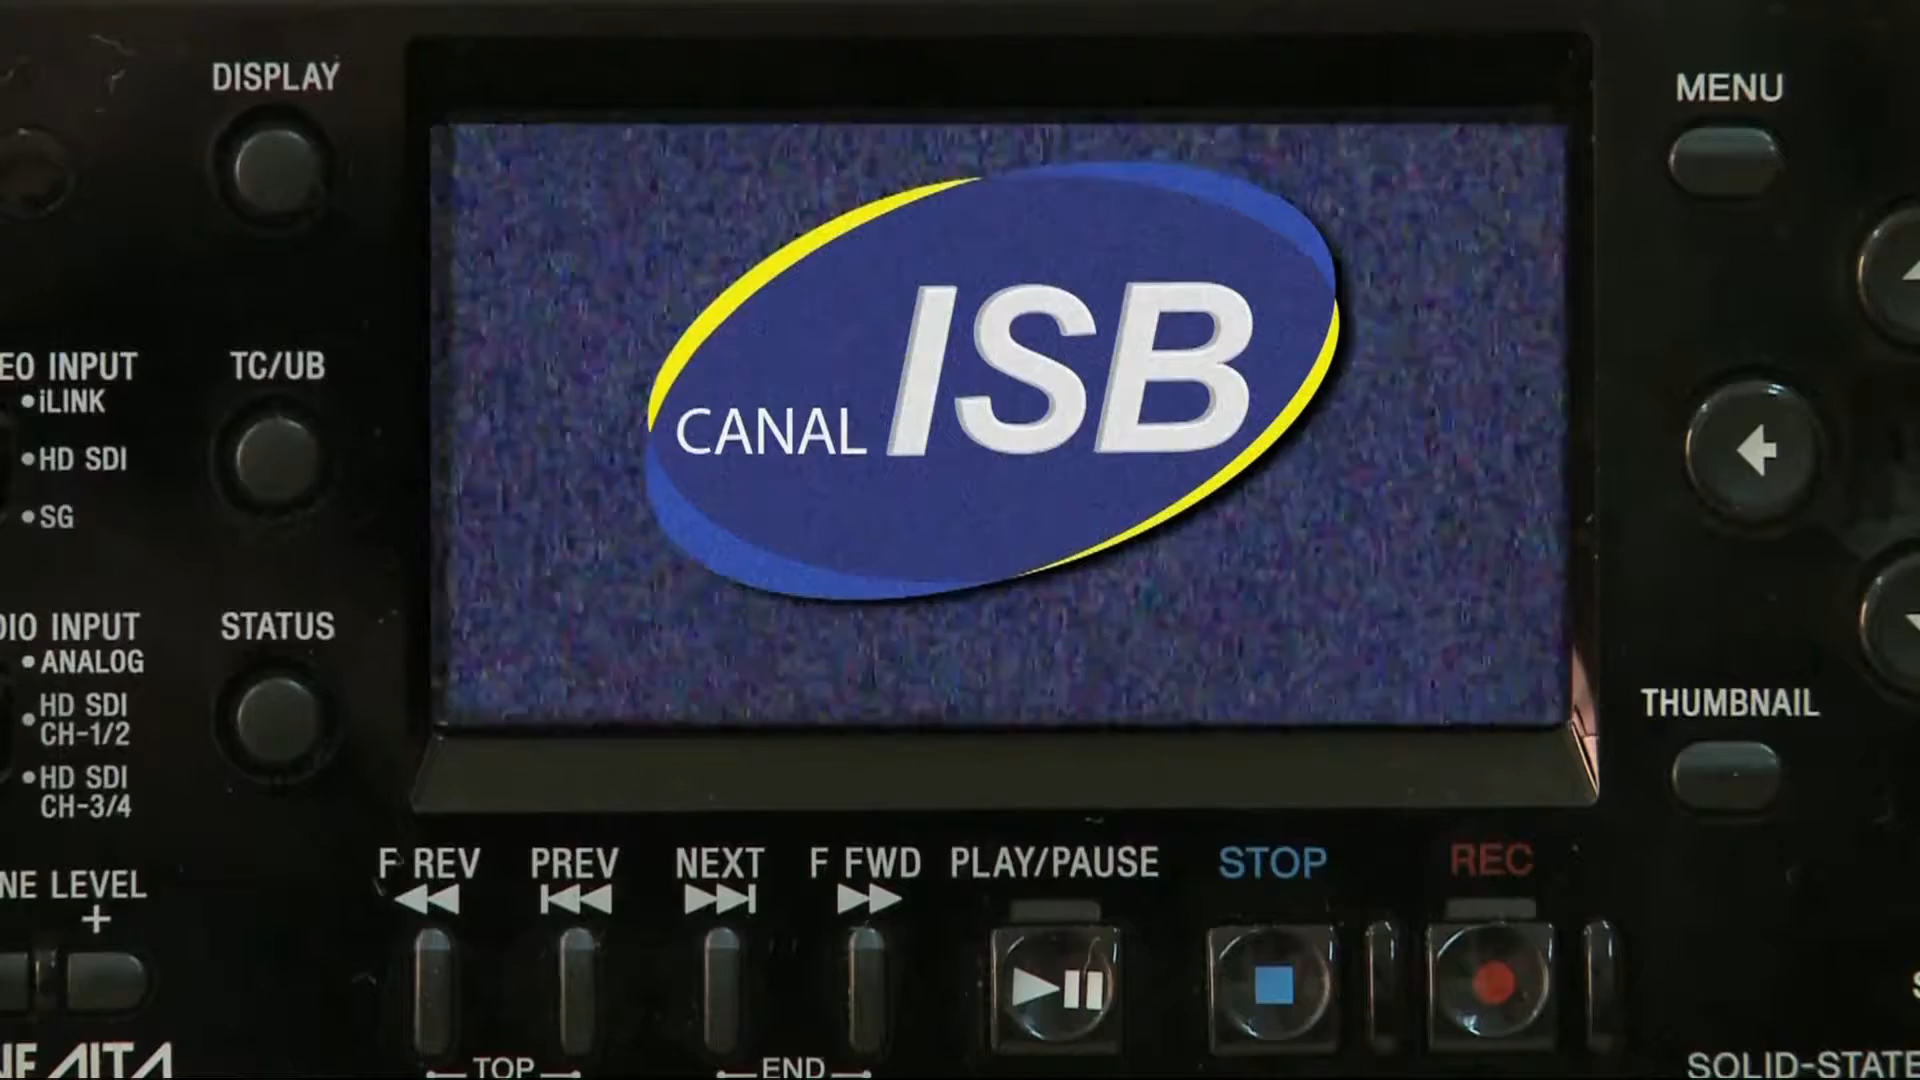 DISPLAY
MENU
CANAL ISB
EO INPUT
•iLINK
•HD SDI
•SG
TC/UB
DIO INPUT
•ANALOG
•HD SDI
CH-1/2
•HD SDI
CH-3/4
STATUS
THUMBNAIL
NE LEVEL
+
F REV
PREV
NEXT
F FWD
PLAY/PAUSE
STOP
REC
TOP
END
SOLID-STATE